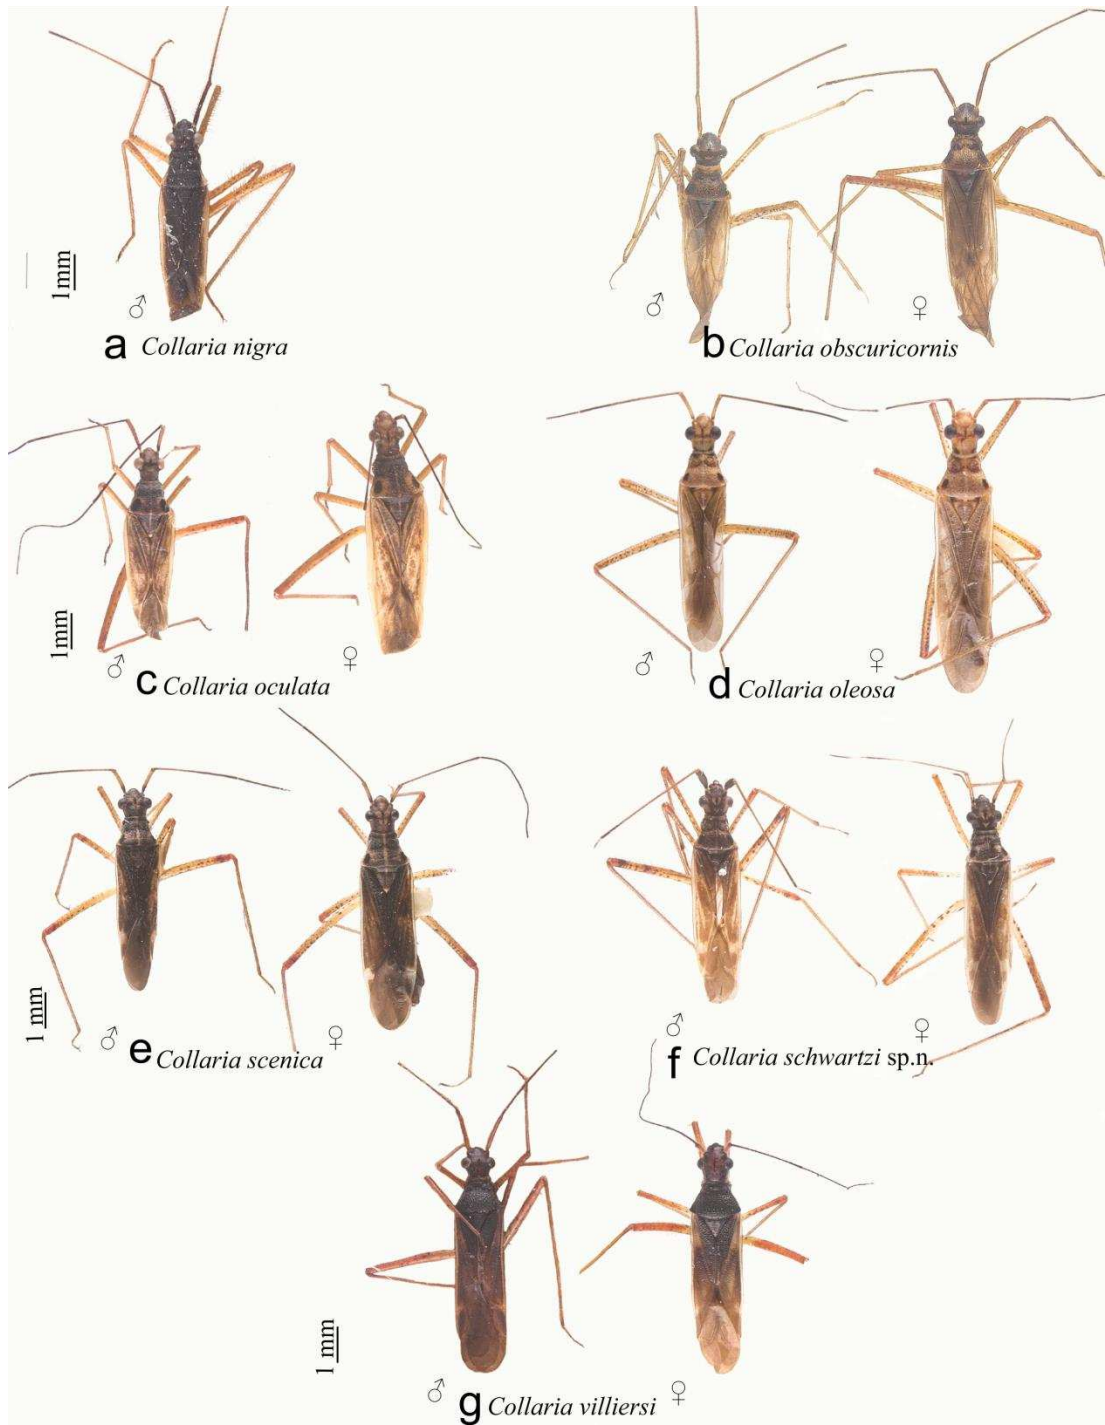 1mm
♂
a Collaria nigra
♂ ♀
b Collaria obscuricornis
1mm
♂ ♀
c Collaria oculata
♂ ♀
d Collaria oleosa
1 mm
♂ ♀
e Collaria scenica
♂ ♀
f Collaria schwartzi sp.n.
1 mm
♂ ♀
g Collaria villiersi